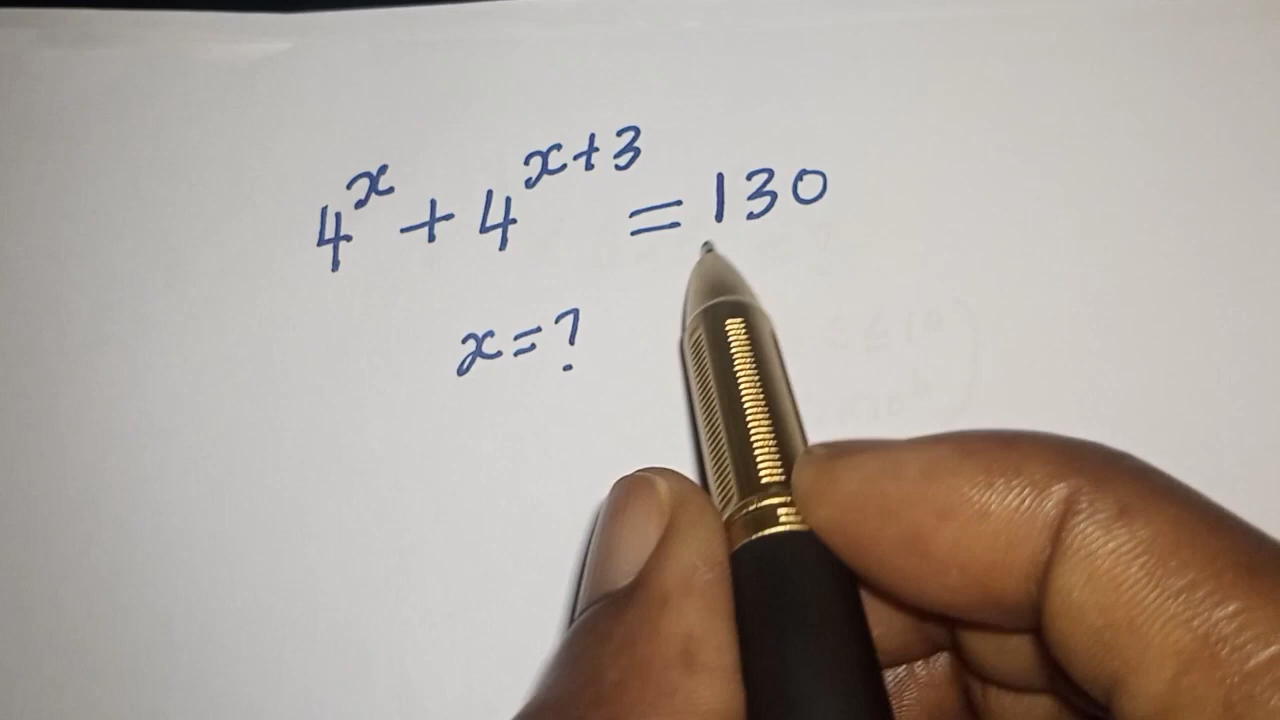 4^x + 4^{x+3} = 130
x = ?